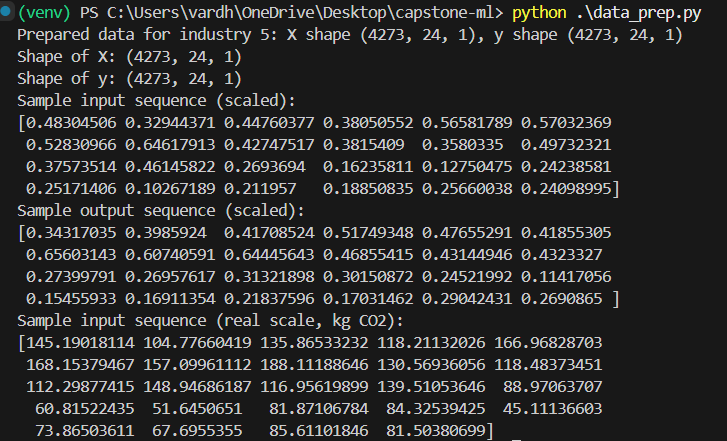 (venv) PS C:\Users\vardh\OneDrive\Desktop\capstone-ml> python .\data_prep.py
Prepared data for industry 5: X shape (4273, 24, 1), y shape (4273, 24, 1)
Shape of X: (4273, 24, 1)
Shape of y: (4273, 24, 1)
Sample input sequence (scaled):
[0.48304506 0.32944371 0.44760377 0.38050552 0.56581789 0.57032369
 0.52830966 0.64617913 0.42747517 0.3815409  0.3580335  0.49732321
 0.37573514 0.46145822 0.2693694  0.16235811 0.12750475 0.24238581
 0.25171406 0.10267189 0.211957   0.18850835 0.25660038 0.24098995]
Sample output sequence (scaled):
[0.34317035 0.3985924  0.41708524 0.51749348 0.47655291 0.41855305
 0.65603143 0.60740591 0.64445643 0.46855415 0.43144946 0.4323327
 0.27399791 0.26957617 0.31321898 0.30150872 0.24521992 0.11417056
 0.15455933 0.16911354 0.21837596 0.17031462 0.29042431 0.2690865 ]
Sample input sequence (real scale, kg CO2):
[145.19018114 104.77660419 135.86533232 118.21132026 166.96828703
 168.15379467 157.09961112 188.11188646 130.56936056 118.48373451
 112.29877415 148.94686187 116.95619899 139.51053646  88.97063707
  60.81522435  51.6450651   81.87106784  84.32539425  45.11136603
  73.86503611  67.6955355   85.61101846  81.50380699]